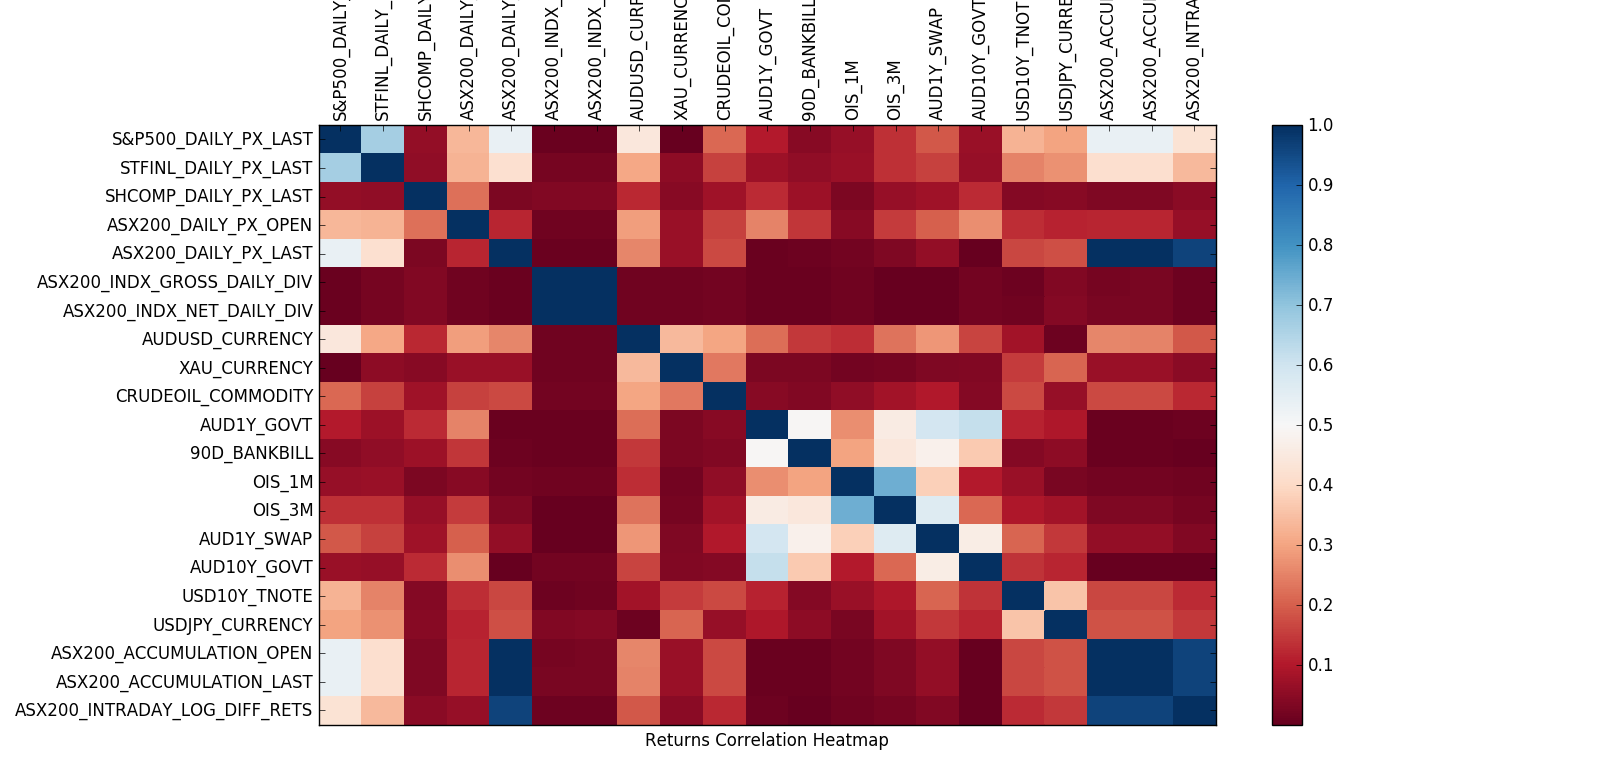 S&P500_DAILY_
STFINL_DAILY_
SHCOMP_DAILY
ASX200_DAILY_
ASX200_DAILY_
ASX200_INDX_
ASX200_INDX_
AUDUSD_CURR
XAU_CURRENC
CRUDEOIL_CO
AUD1Y_GOVT
90D_BANKBILL
OIS_1M
OIS_3M
AUD1Y_SWAP
AUD10Y_GOVT
USD10Y_TNOT
USDJPY_CURRE
ASX200_ACCU
ASX200_ACCU
ASX200_INTRA
S&P500_DAILY_PX_LAST
STFINL_DAILY_PX_LAST
SHCOMP_DAILY_PX_LAST
ASX200_DAILY_PX_OPEN
ASX200_DAILY_PX_LAST
ASX200_INDX_GROSS_DAILY_DIV
ASX200_INDX_NET_DAILY_DIV
AUDUSD_CURRENCY
XAU_CURRENCY
CRUDEOIL_COMMODITY
AUD1Y_GOVT
90D_BANKBILL
OIS_1M
OIS_3M
AUD1Y_SWAP
AUD10Y_GOVT
USD10Y_TNOTE
USDJPY_CURRENCY
ASX200_ACCUMULATION_OPEN
ASX200_ACCUMULATION_LAST
ASX200_INTRADAY_LOG_DIFF_RETS
1.0
0.9
0.8
0.7
0.6
0.5
0.4
0.3
0.2
0.1
Returns Correlation Heatmap